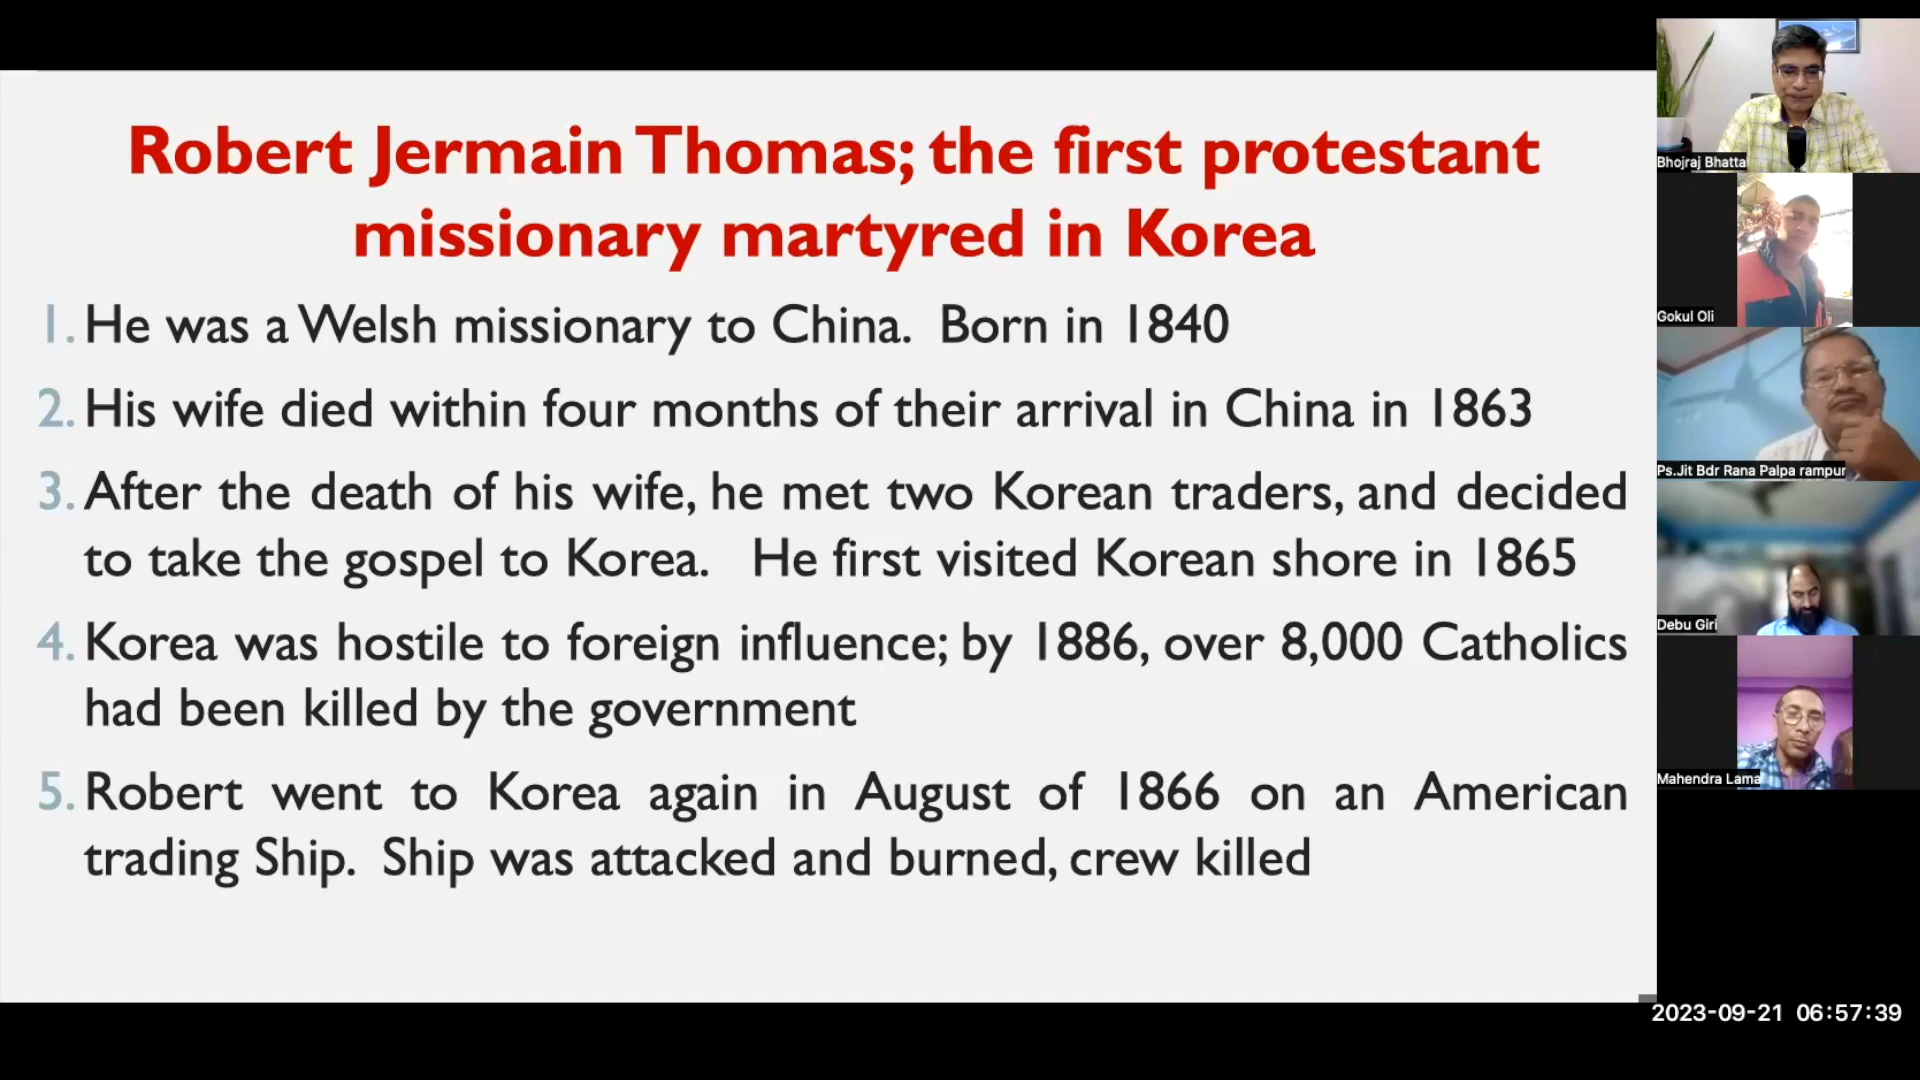 Robert Jermain Thomas; the first protestant
missionary martyred in Korea
1. He was a Welsh missionary to China. Born in 1840
2. His wife died within four months of their arrival in China in 1863
3. After the death of his wife, he met two Korean traders, and decided
to take the gospel to Korea. He first visited Korean shore in 1865
4. Korea was hostile to foreign influence; by 1886, over 8,000 Catholics
had been killed by the government
5. Robert went to Korea again in August of 1866 on an American
trading Ship. Ship was attacked and burned, crew killed
Bhojraj Bhatta
Gokul Oli
Ps.Jit Bdr Rana Palpa rampur
Debu Giri
Mahendra Lama
2023-09-21 06:57:39